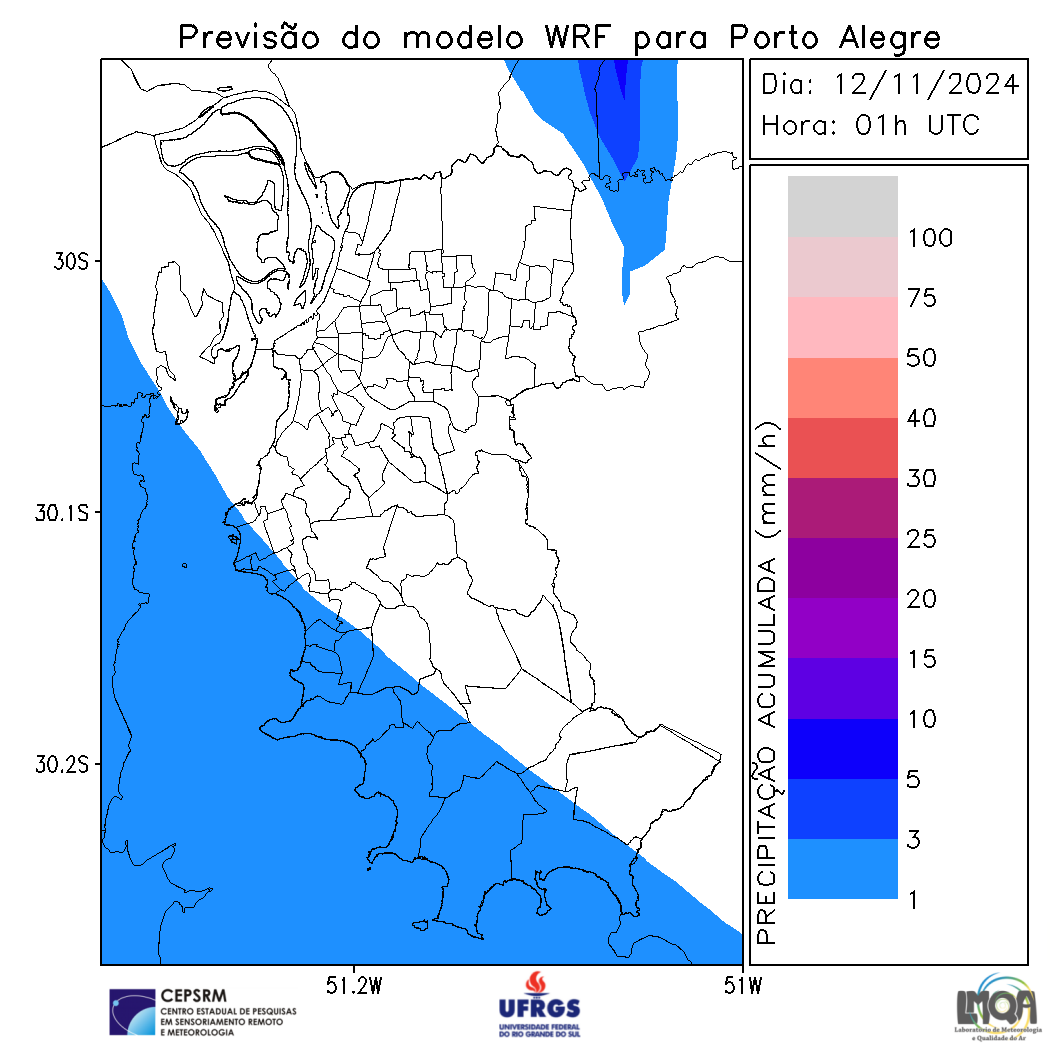 Previsão do modelo WRF para Porto Alegre
Dia: 12/11/2024
Hora: 01h UTC
30S
30.1S
30.2S
51.2W
51W
PRECIPITAÇÃO ACUMULADA (mm/h)
100
75
50
40
30
25
20
15
10
5
3
1
CEPSRM
CENTRO ESTADUAL DE PESQUISAS
EM SENSORIAMENTO REMOTO
E METEOROLOGIA
UFRGS
UNIVERSIDADE FEDERAL
DO RIO GRANDE DO SUL
LMQA
Laboratório de Meteorologia
e Qualidade do Ar